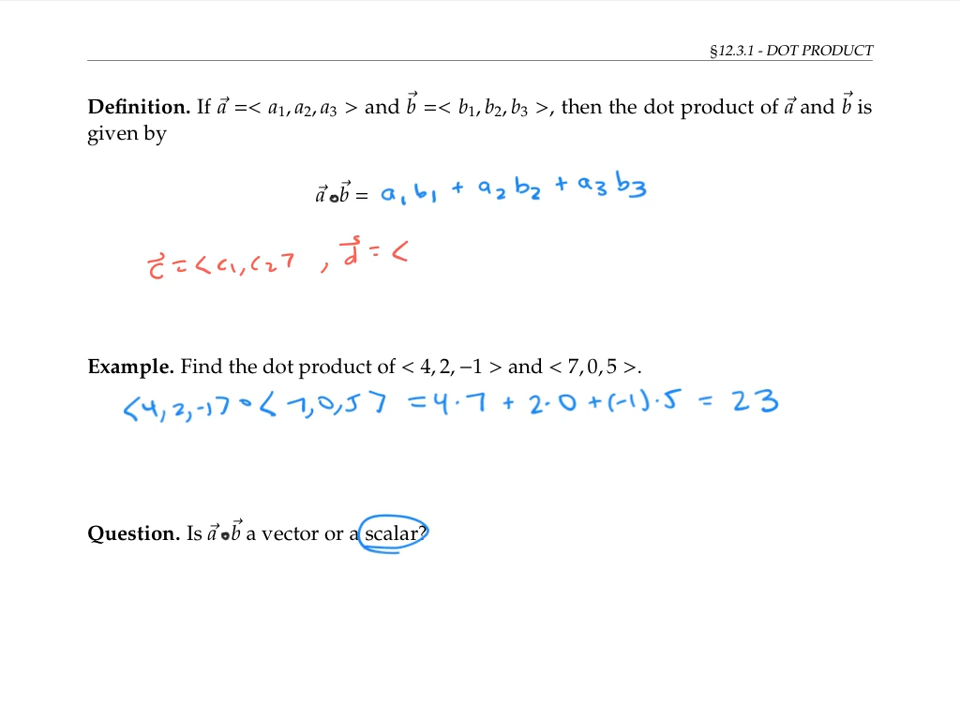 §12.3.1 - DOT PRODUCT
Definition. If a⃗ =< a₁, a₂, a₃ > and b⃗ =< b₁, b₂, b₃ >, then the dot product of a⃗ and b⃗ is
given by
a⃗ • b⃗ = a₁b₁ + a₂b₂ + a₃b₃
c⃗ = <c₁, c₂> , d⃗ = <
Example. Find the dot product of < 4, 2, −1 > and < 7, 0, 5 >.
<4, 2, -1> • <7, 0, 5> = 4·7 + 2·0 + (-1)·5 = 23
Question. Is a⃗ • b⃗ a vector or a scalar?